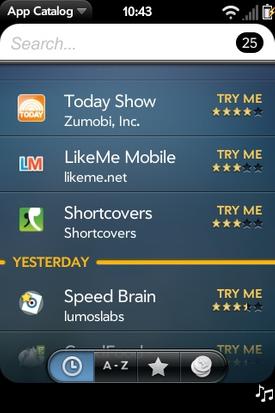 App Catalog
10:43
Search...
25
TODAY
Today Show
TRY ME
Zumobi, Inc.
LM
LikeMe Mobile
TRY ME
likeme.net
Shortcovers
TRY ME
Shortcovers
YESTERDAY
Speed Brain
TRY ME
lumoslabs
A-Z